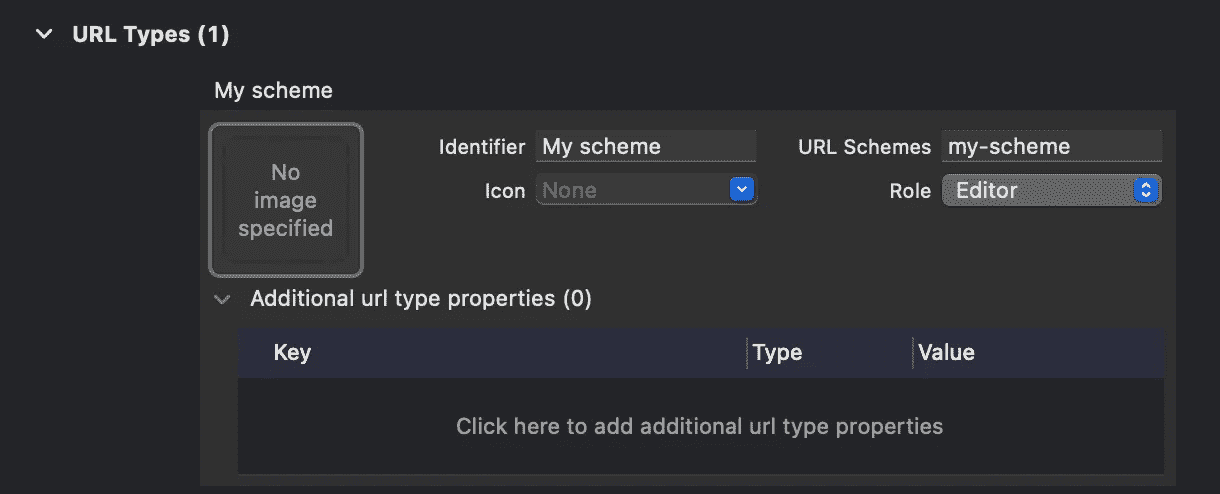 URL Types (1)
My scheme
No
image
specified
Identifier My scheme URL Schemes my-scheme
Icon None Role Editor
Additional url type properties (0)
Key Type Value
Click here to add additional url type properties